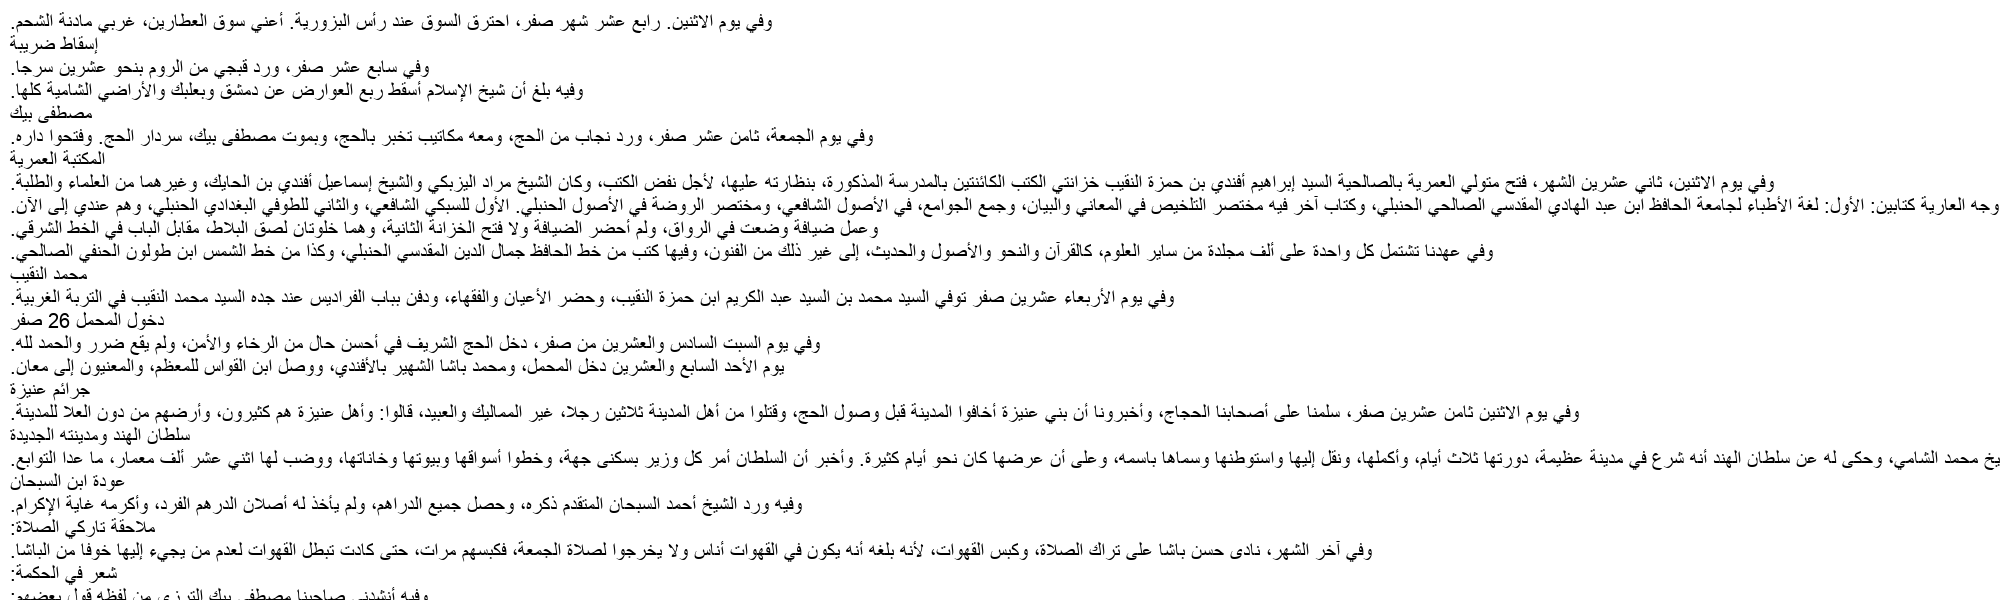 وفي يوم الاثنين. رابع عشر شهر صفر، احترق السوق عند رأس البزورية. أعني سوق العطارين، غربي مادنة الشحم.
إسقاط ضريبة
وفي سابع عشر صفر، ورد قبجي من الروم بنحو عشرين سرجا.
وفيه بلغ أن شيخ الإسلام أسقط ربع العوارض عن دمشق وبعلبك والأراضي الشامية كلها.
مصطفى بيك
وفي يوم الجمعة، ثامن عشر صفر، ورد نجاب من الحج، ومعه مكاتيب تخبر بالحج، وبموت مصطفى بيك، سردار الحج. وفتحوا داره.
المكتبة العمرية
وفي يوم الاثنين، ثاني عشرين الشهر، فتح متولي العمرية بالصالحية السيد إبراهيم أفندي بن حمزة النقيب خزانتي الكتب الكائنتين بالمدرسة المذكورة، بنظارته عليها، لأجل نفض الكتب، وكان الشيخ مراد اليزبكي والشيخ إسماعيل أفندي بن الحايك، وغيرهما من العلماء والطلبة.
وجه العارية كتابين: الأول: لغة الأطباء لجامعة الحافظ ابن عبد الهادي المقدسي الصالحي الحنبلي، وكتاب آخر فيه مختصر التلخيص في المعاني والبيان، وجمع الجوامع، في الأصول الشافعي، ومختصر الروضة في الأصول الحنبلي. الأول للسبكي الشافعي، والثاني للطوفي البغدادي الحنبلي، وهم عندي إلى الآن.
وعمل ضيافة وضعت في الرواق، ولم أحضر الضيافة ولا فتح الخزانة الثانية، وهما خلوتان لصق البلاط، مقابل الباب في الخط الشرقي.
وفي عهدنا تشتمل كل واحدة على ألف مجلدة من ساير العلوم، كالقرآن والنحو والأصول والحديث، إلى غير ذلك من الفنون، وفيها كتب من خط الحافظ جمال الدين المقدسي الحنبلي، وكذا من خط الشمس ابن طولون الحنفي الصالحي.
محمد النقيب
وفي يوم الأربعاء عشرين صفر توفي السيد محمد بن السيد عبد الكريم ابن حمزة النقيب، وحضر الأعيان والفقهاء، ودفن بباب الفراديس عند جده السيد محمد النقيب في التربة الغربية.
دخول المحمل 26 صفر
وفي يوم السبت السادس والعشرين من صفر، دخل الحج الشريف في أحسن حال من الرخاء والأمن، ولم يقع ضرر والحمد لله.
يوم الأحد السابع والعشرين دخل المحمل، ومحمد باشا الشهير بالأفندي، ووصل ابن القواس للمعظم، والمعنيون إلى معان.
جرائم عنيزة
وفي يوم الاثنين ثامن عشرين صفر، سلمنا على أصحابنا الحجاج، وأخبرونا أن بني عنيزة أخافوا المدينة قبل وصول الحج، وقتلوا من أهل المدينة ثلاثين رجلا، غير المماليك والعبيد، قالوا: وأهل عنيزة هم كثيرون، وأرضهم من دون العلا للمدينة.
سلطان الهند ومدينته الجديدة
يخ محمد الشامي، وحكى له عن سلطان الهند أنه شرع في مدينة عظيمة، دورتها ثلاث أيام، وأكملها، ونقل إليها واستوطنها وسماها باسمه، وعلى أن عرضها كان نحو أيام كثيرة. وأخبر أن السلطان أمر كل وزير بسكنى جهة، وخطوا أسواقها وبيوتها وخاناتها، ووضب لها اثني عشر ألف معمار، ما عدا التوابع.
عودة ابن السبحان
وفيه ورد الشيخ أحمد السبحان المتقدم ذكره، وحصل جميع الدراهم، ولم يأخذ له أصلان الدرهم الفرد، وأكرمه غاية الإكرام.
ملاحقة تاركي الصلاة:
وفي آخر الشهر، نادى حسن باشا على تراك الصلاة، وكبس القهوات، لأنه بلغه أنه يكون في القهوات أناس ولا يخرجوا لصلاة الجمعة، فكبسهم مرات، حتى كادت تبطل القهوات لعدم من يجيء إليها خوفا من الباشا.
شعر في الحكمة:
وفيه أنشدني صاحبنا مصطفى بيك الترزي من لفظه قول بعضهم: